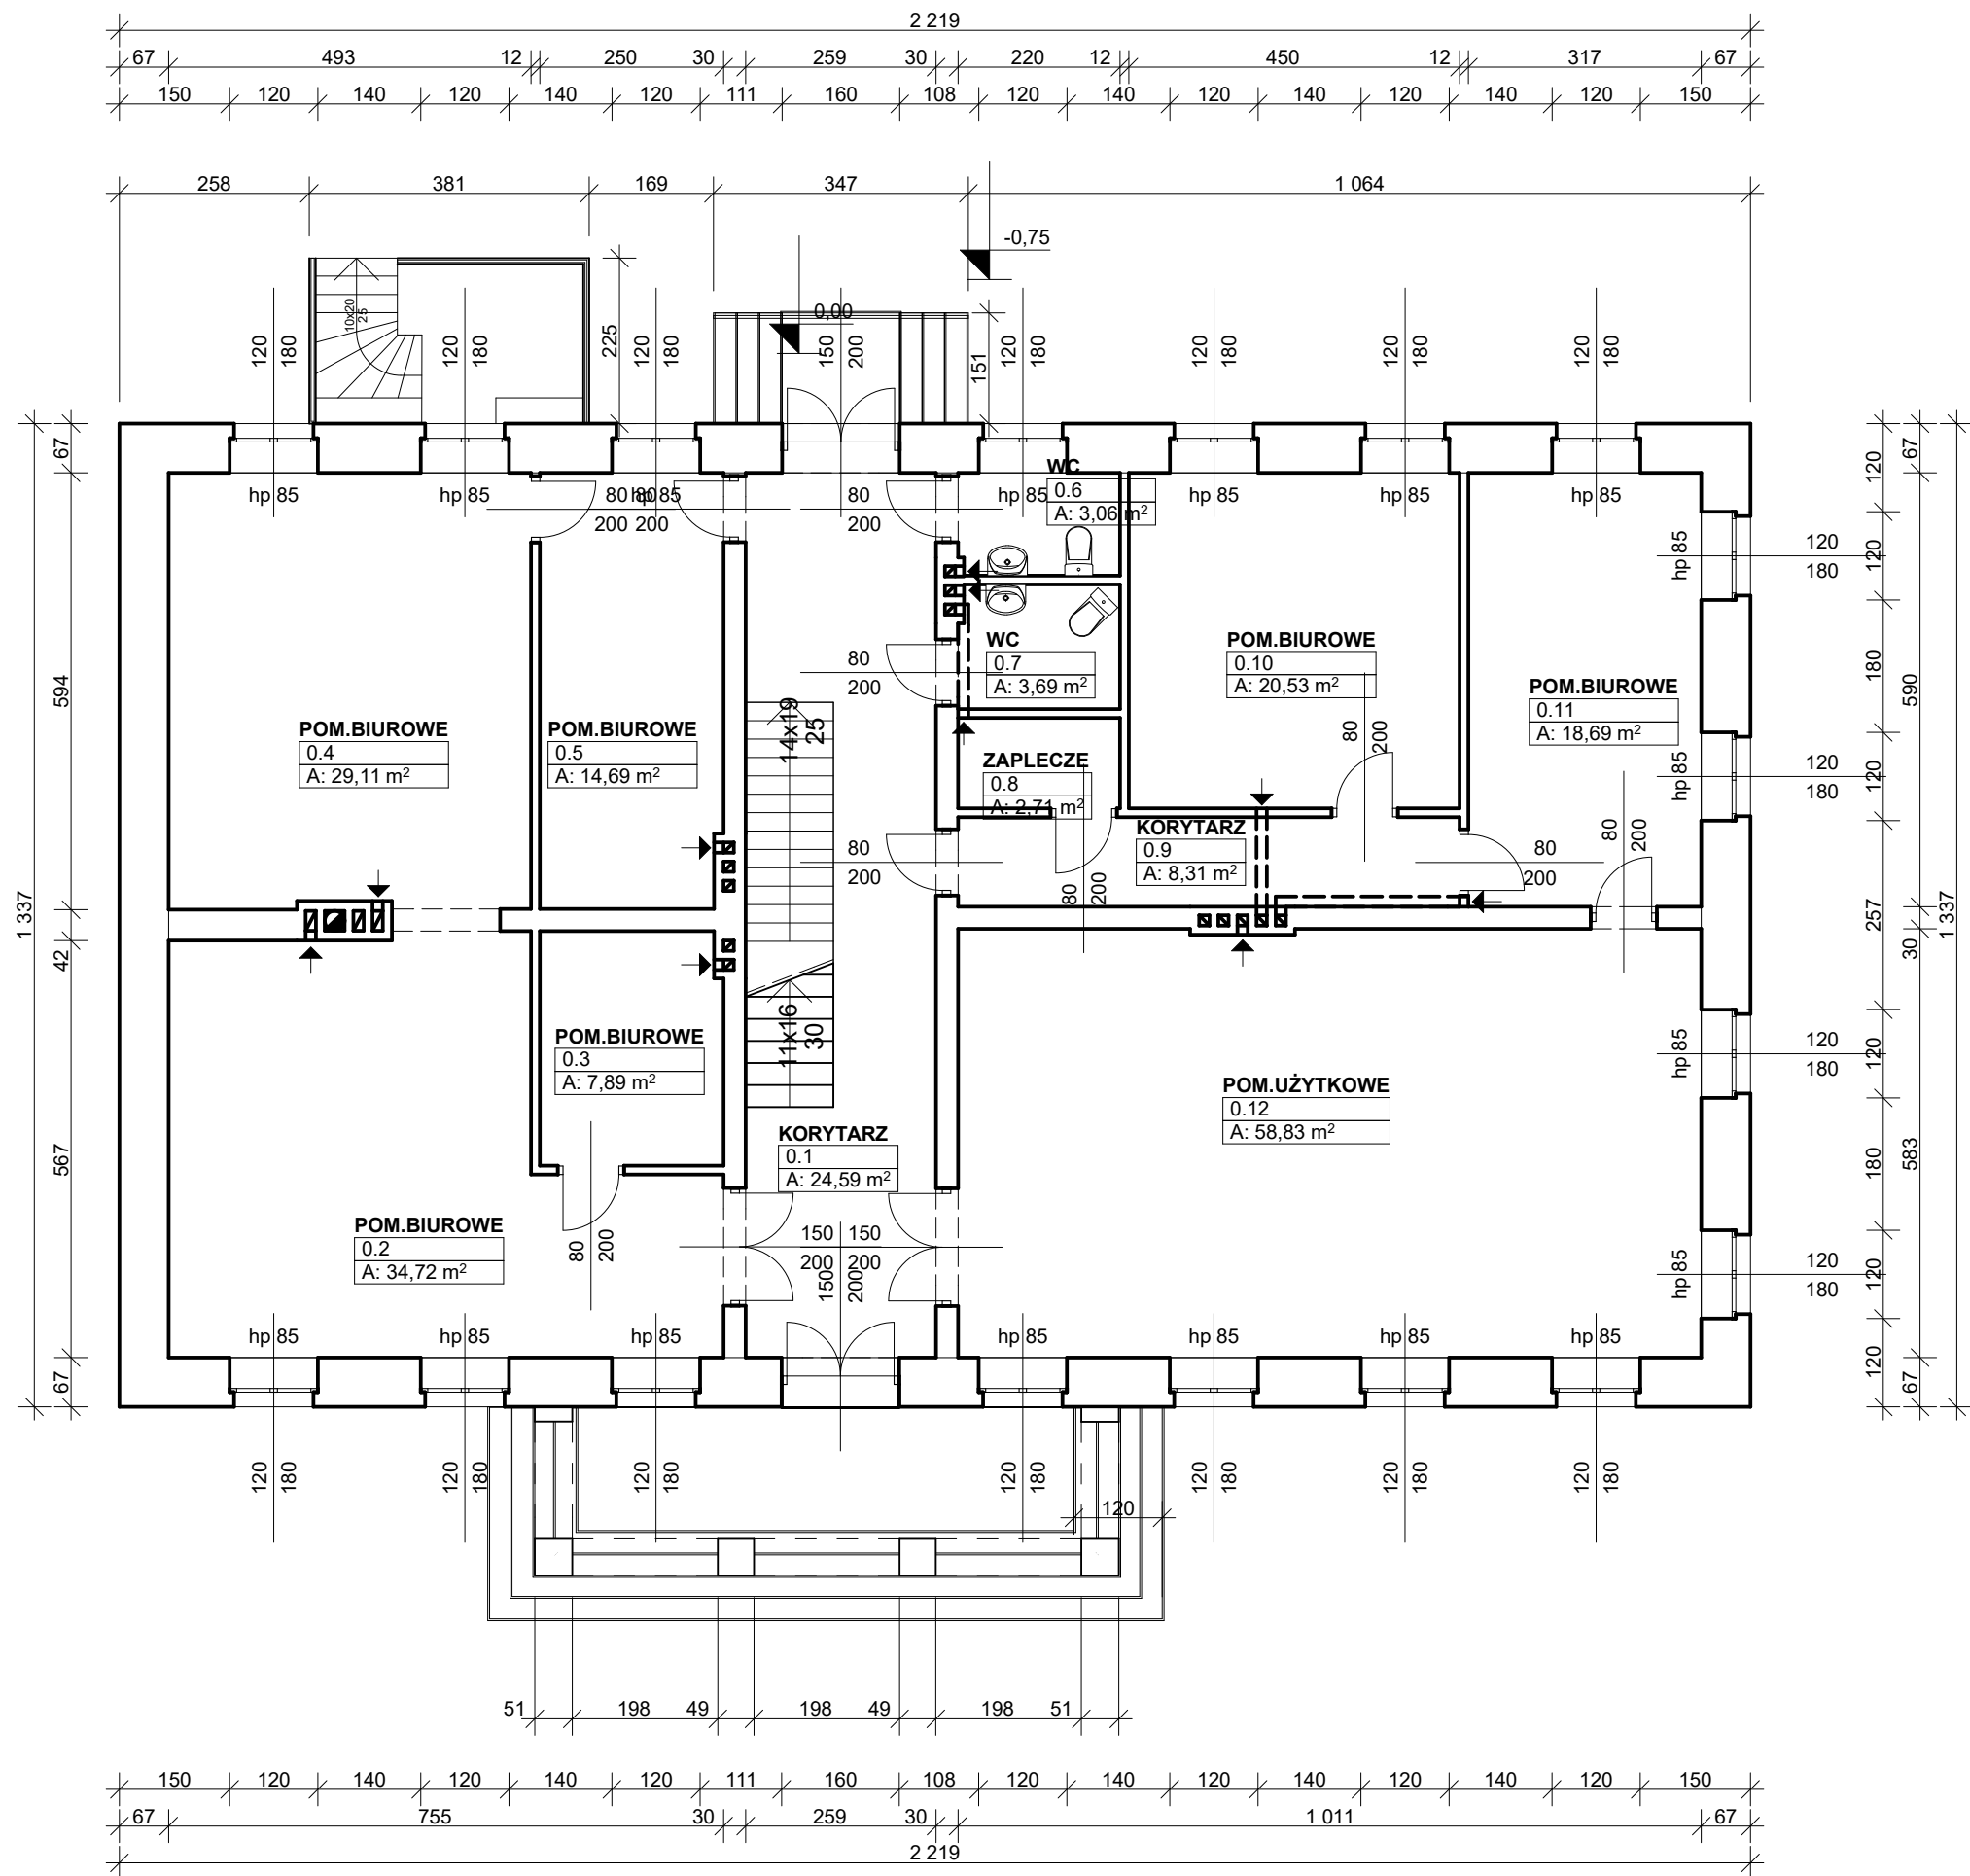 2 219
67 493 12 250 30 259 30 220 12 450 12 317 67
150 120 140 120 140 120 111 160 108 120 140 120 140 120 140 120 150
258 381 169 347 1 064
-0,75
0,00
10x20
25
225
151
120 180
120 180
120 180
150 200
120 180
120 180
120 180
120 180
hp 85
hp 85
hp 85
hp 85
hp 85
hp 85
hp 85
80
200
80
200
80
200
WC
0.6
A: 3,06 m²
WC
0.7
A: 3,69 m²
80
200
POM.BIUROWE
0.10
A: 20,53 m²
POM.BIUROWE
0.11
A: 18,69 m²
POM.BIUROWE
0.4
A: 29,11 m²
POM.BIUROWE
0.5
A: 14,69 m²
14x19
25
ZAPLECZE
0.8
A: 2,71 m²
80
200
KORYTARZ
0.9
A: 8,31 m²
80
200
80
200
80
200
80
200
80
200
11x16
30
POM.BIUROWE
0.3
A: 7,89 m²
POM.UŻYTKOWE
0.12
A: 58,83 m²
KORYTARZ
0.1
A: 24,59 m²
POM.BIUROWE
0.2
A: 34,72 m²
80
200
150 150
200 200
150
200
hp 85
hp 85
hp 85
hp 85
hp 85
hp 85
hp 85
hp 85
hp 85
hp 85
hp 85
120
180
120
180
120
180
120
180
1 337
67 594 42 567 67
120 120 180 120 257 120 180 120 120
67 590 30 583 67
1 337
120 180
120 180
120 180
120 180
120 180
120 180
120 180
120
51 198 49 198 49 198 51
150 120 140 120 140 120 111 160 108 120 140 120 140 120 140 120 150
67 755 30 259 30 1 011 67
2 219